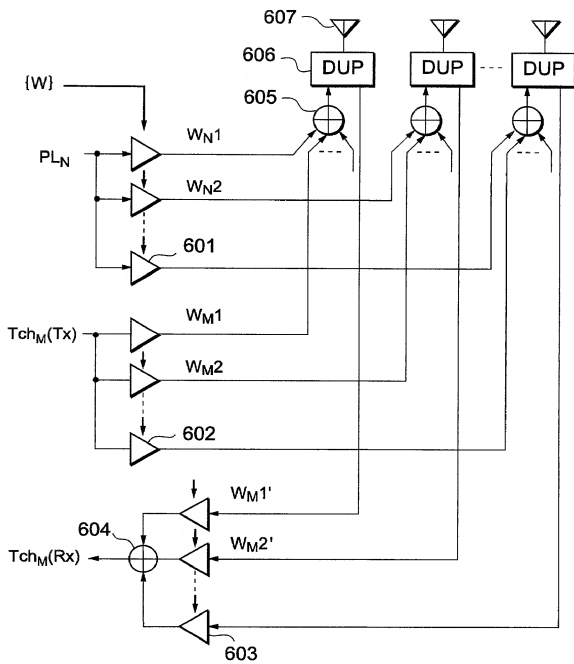 607
606
DUP DUP DUP
{W}
605
W_N1
PL_N
W_N2
601
Tch_M(Tx)
W_M1
W_M2
602
W_M1'
604
W_M2'
Tch_M(Rx)
603